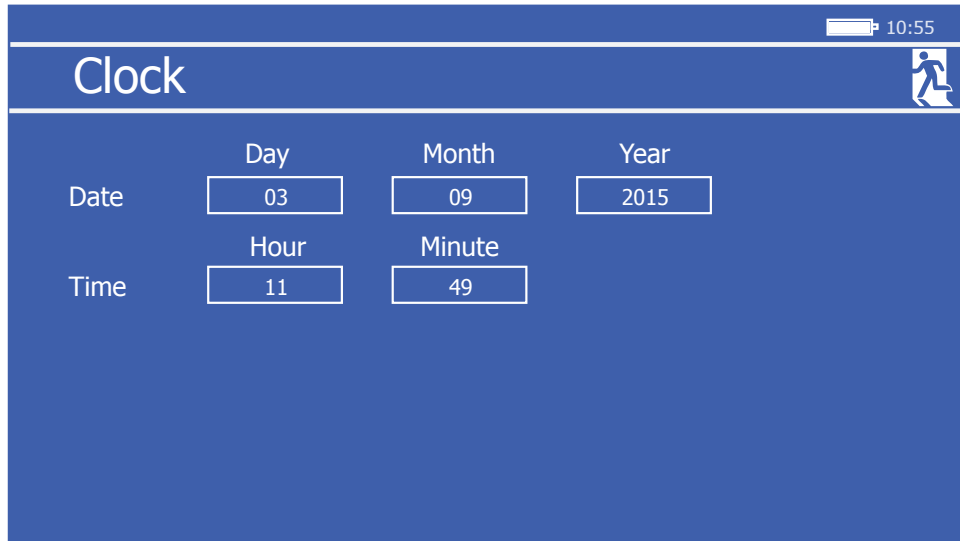 10:55
Clock
Day Month Year
Date 03 09 2015
Hour Minute
Time 11 49